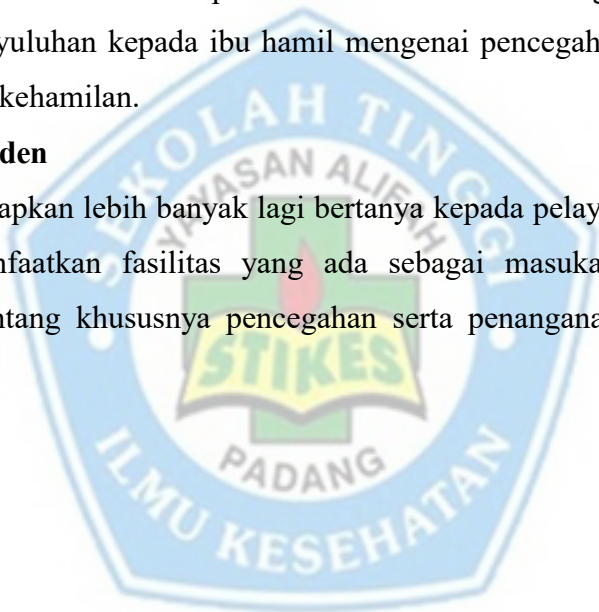 yuluhan kepada ibu hamil mengenai pencegah
kehamilan.
den
apkan lebih banyak lagi bertanya kepada pelay
nfaatkan fasilitas yang ada sebagai masuka
ntang khususnya pencegahan serta penangana
SEKOLAH TINGGI
YAYASAN ALIFAH
STIKES
PADANG
ILMU KESEHATAN